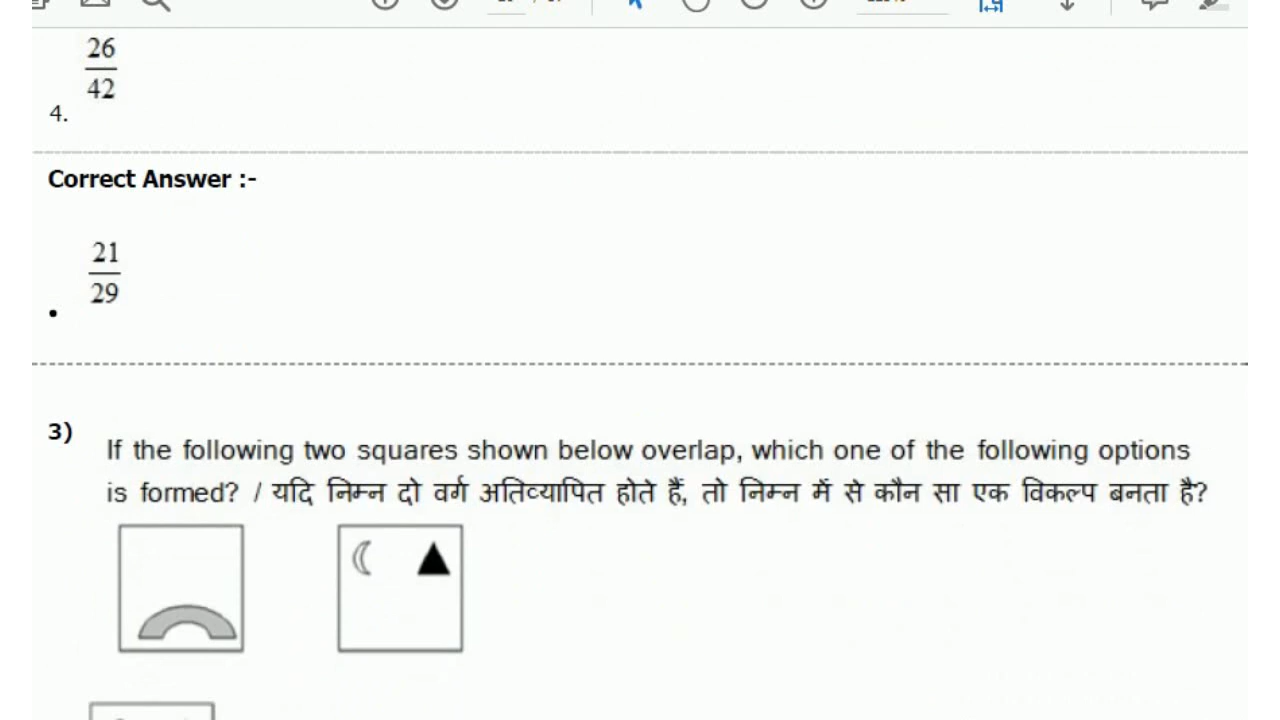 26
42
4.
Correct Answer :-
21
29
3)
If the following two squares shown below overlap, which one of the following options
is formed? / यदि निम्न दो वर्ग अतिव्यापित होते हैं, तो निम्न में से कौन सा एक विकल्प बनता है?